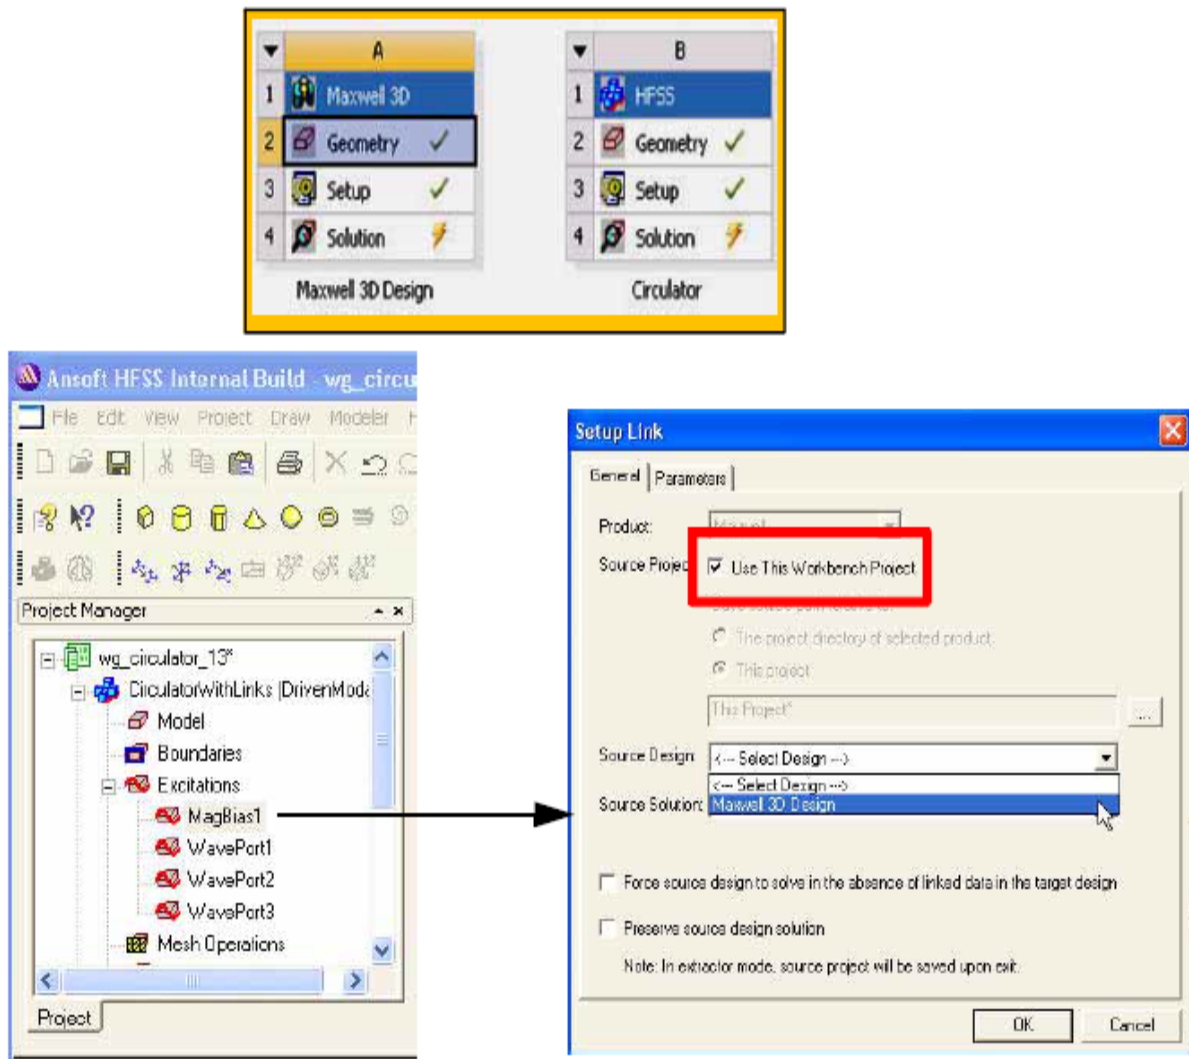 A
1 Maxwell 3D
2 Geometry
3 Setup
4 Solution
Maxwell 3D Design
B
1 HFSS
2 Geometry
3 Setup
4 Solution
Circulator
Ansoft HFSS Internal Build - wg_circu
File Edit View Project Draw Modeler H
Project Manager
wg_circulator_13*
CirculatorWithLinks (DrivenModa
Model
Boundaries
Excitations
MagBias1
WavePort1
WavePort2
WavePort3
Mesh Operations
Project
Setup Link
General Parameters
Product: Maxwell
Source Projec Use This Workbench Project
The project directory of selected product
This project
This Project*
...
Source Design: <--- Select Design --->
<--- Select Design --->
Source Solution: Maxwell 3D Design
Force source design to solve in the absence of linked data in the target design
Preserve source design solution
Note: In extractor mode, source project will be saved upon exit.
OK Cancel